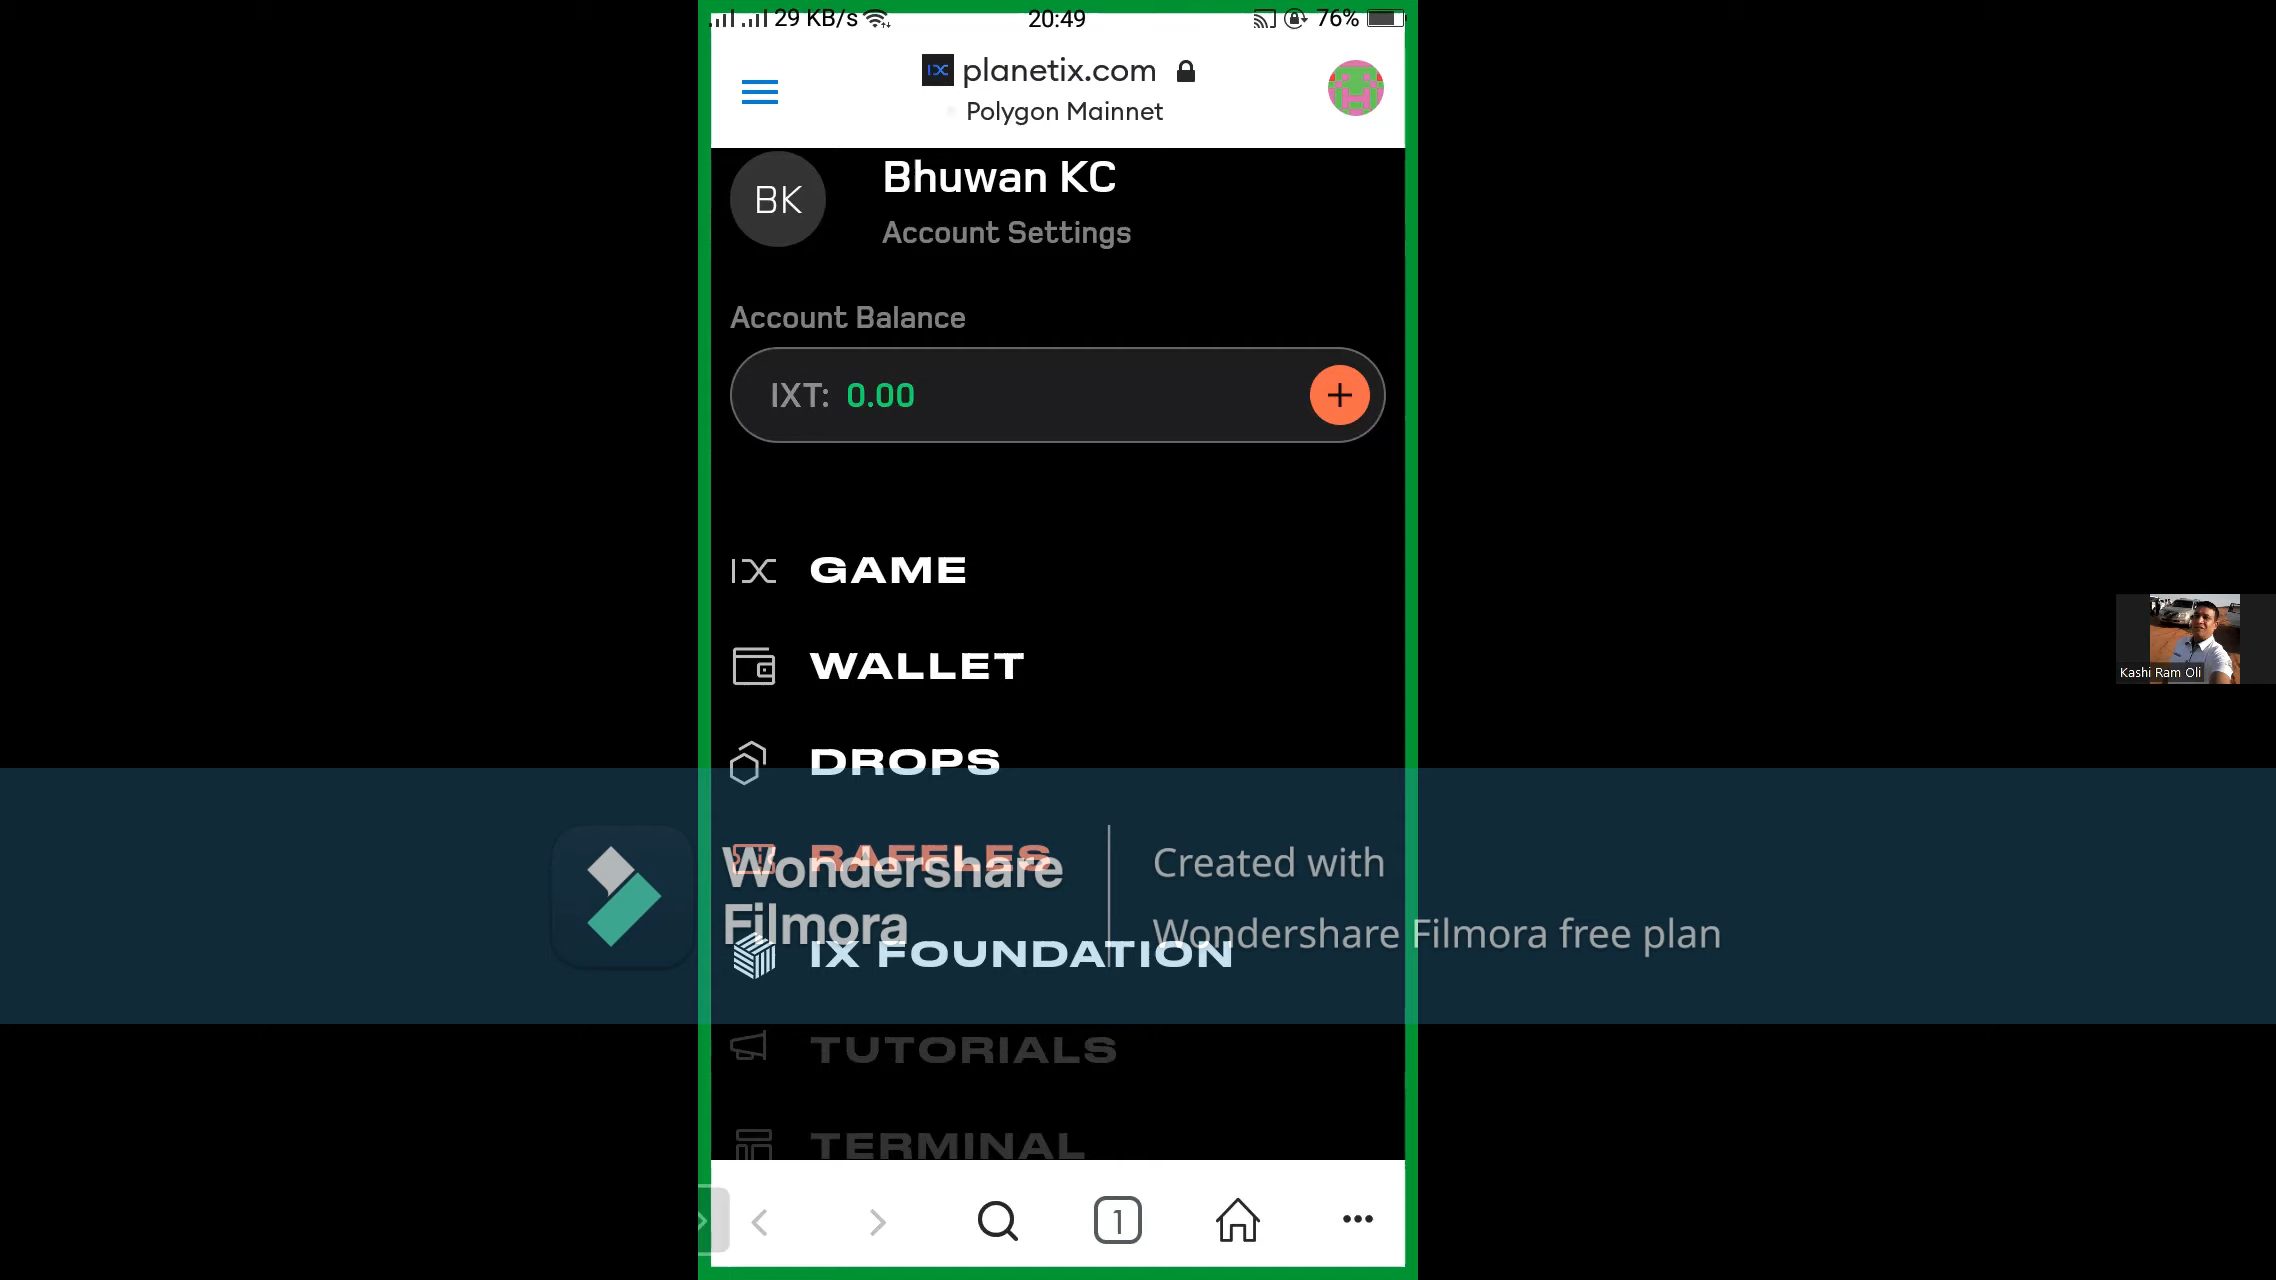 29 KB/s
20:49
76%
IX planetix.com
Polygon Mainnet
BK
Bhuwan KC
Account Settings
Account Balance
IXT: 0.00
IX GAME
WALLET
DROPS
RAFFLES
IX FOUNDATION
Wondershare
Filmora
Created with
Wondershare Filmora free plan
TUTORIALS
TERMINAL
1
Kashi Ram Oli